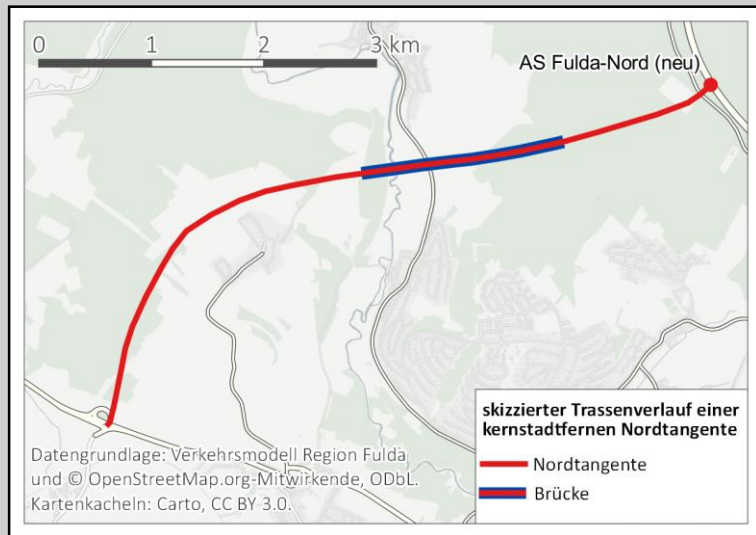 0 1 2 3 km
AS Fulda-Nord (neu)
skizzierter Trassenverlauf einer
kernstadtfernen Nordtangente
Nordtangente
Brücke
Datengrundlage: Verkehrsmodell Region Fulda
und © OpenStreetMap.org-Mitwirkende, ODbL.
Kartenkacheln: Carto, CC BY 3.0.